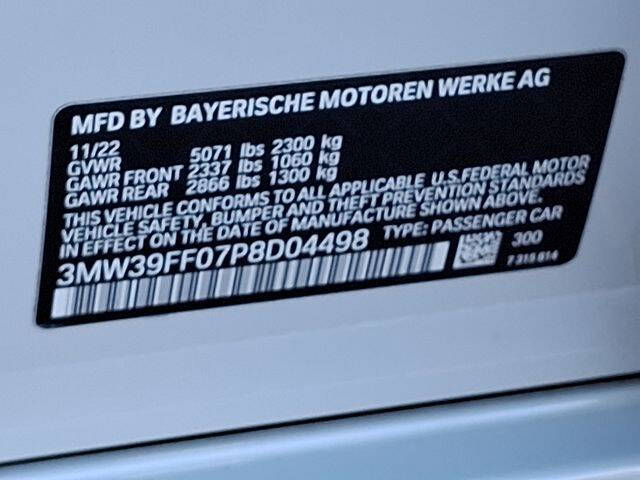 MFD BY BAYERISCHE MOTOREN WERKE AG
11/22
GVWR 5071 lbs 2300 kg
GAWR FRONT 2337 lbs 1060 kg
GAWR REAR 2866 lbs 1300 kg
THIS VEHICLE CONFORMS TO ALL APPLICABLE U.S.FEDERAL MOTOR
VEHICLE SAFETY, BUMPER AND THEFT PREVENTION STANDARDS
IN EFFECT ON THE DATE OF MANUFACTURE SHOWN ABOVE.
3MW39FF07P8D04498 TYPE: PASSENGER CAR
300